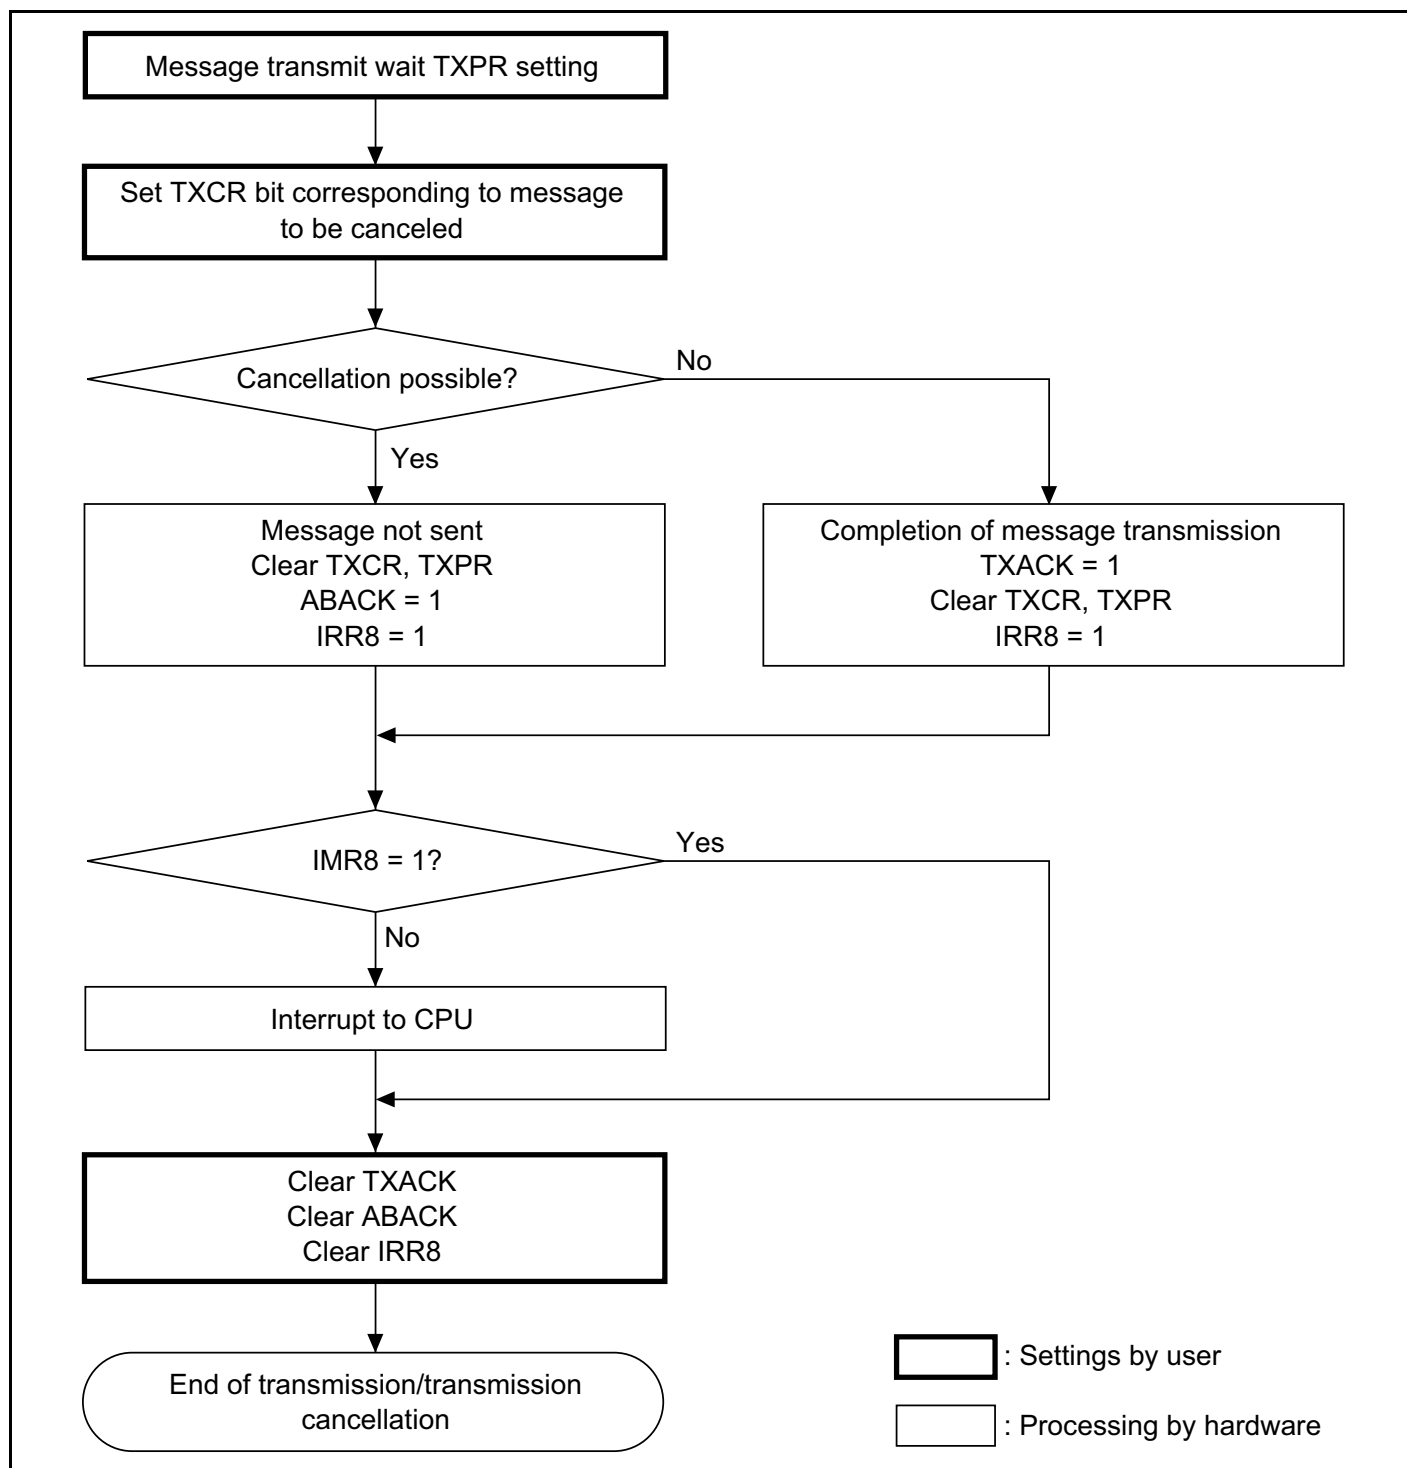 Message transmit wait TXPR setting
Set TXCR bit corresponding to message
to be canceled
Cancellation possible?
No
Yes
Message not sent
Clear TXCR, TXPR
ABACK = 1
IRR8 = 1
Completion of message transmission
TXACK = 1
Clear TXCR, TXPR
IRR8 = 1
IMR8 = 1?
Yes
No
Interrupt to CPU
Clear TXACK
Clear ABACK
Clear IRR8
End of transmission/transmission
cancellation
: Settings by user
: Processing by hardware